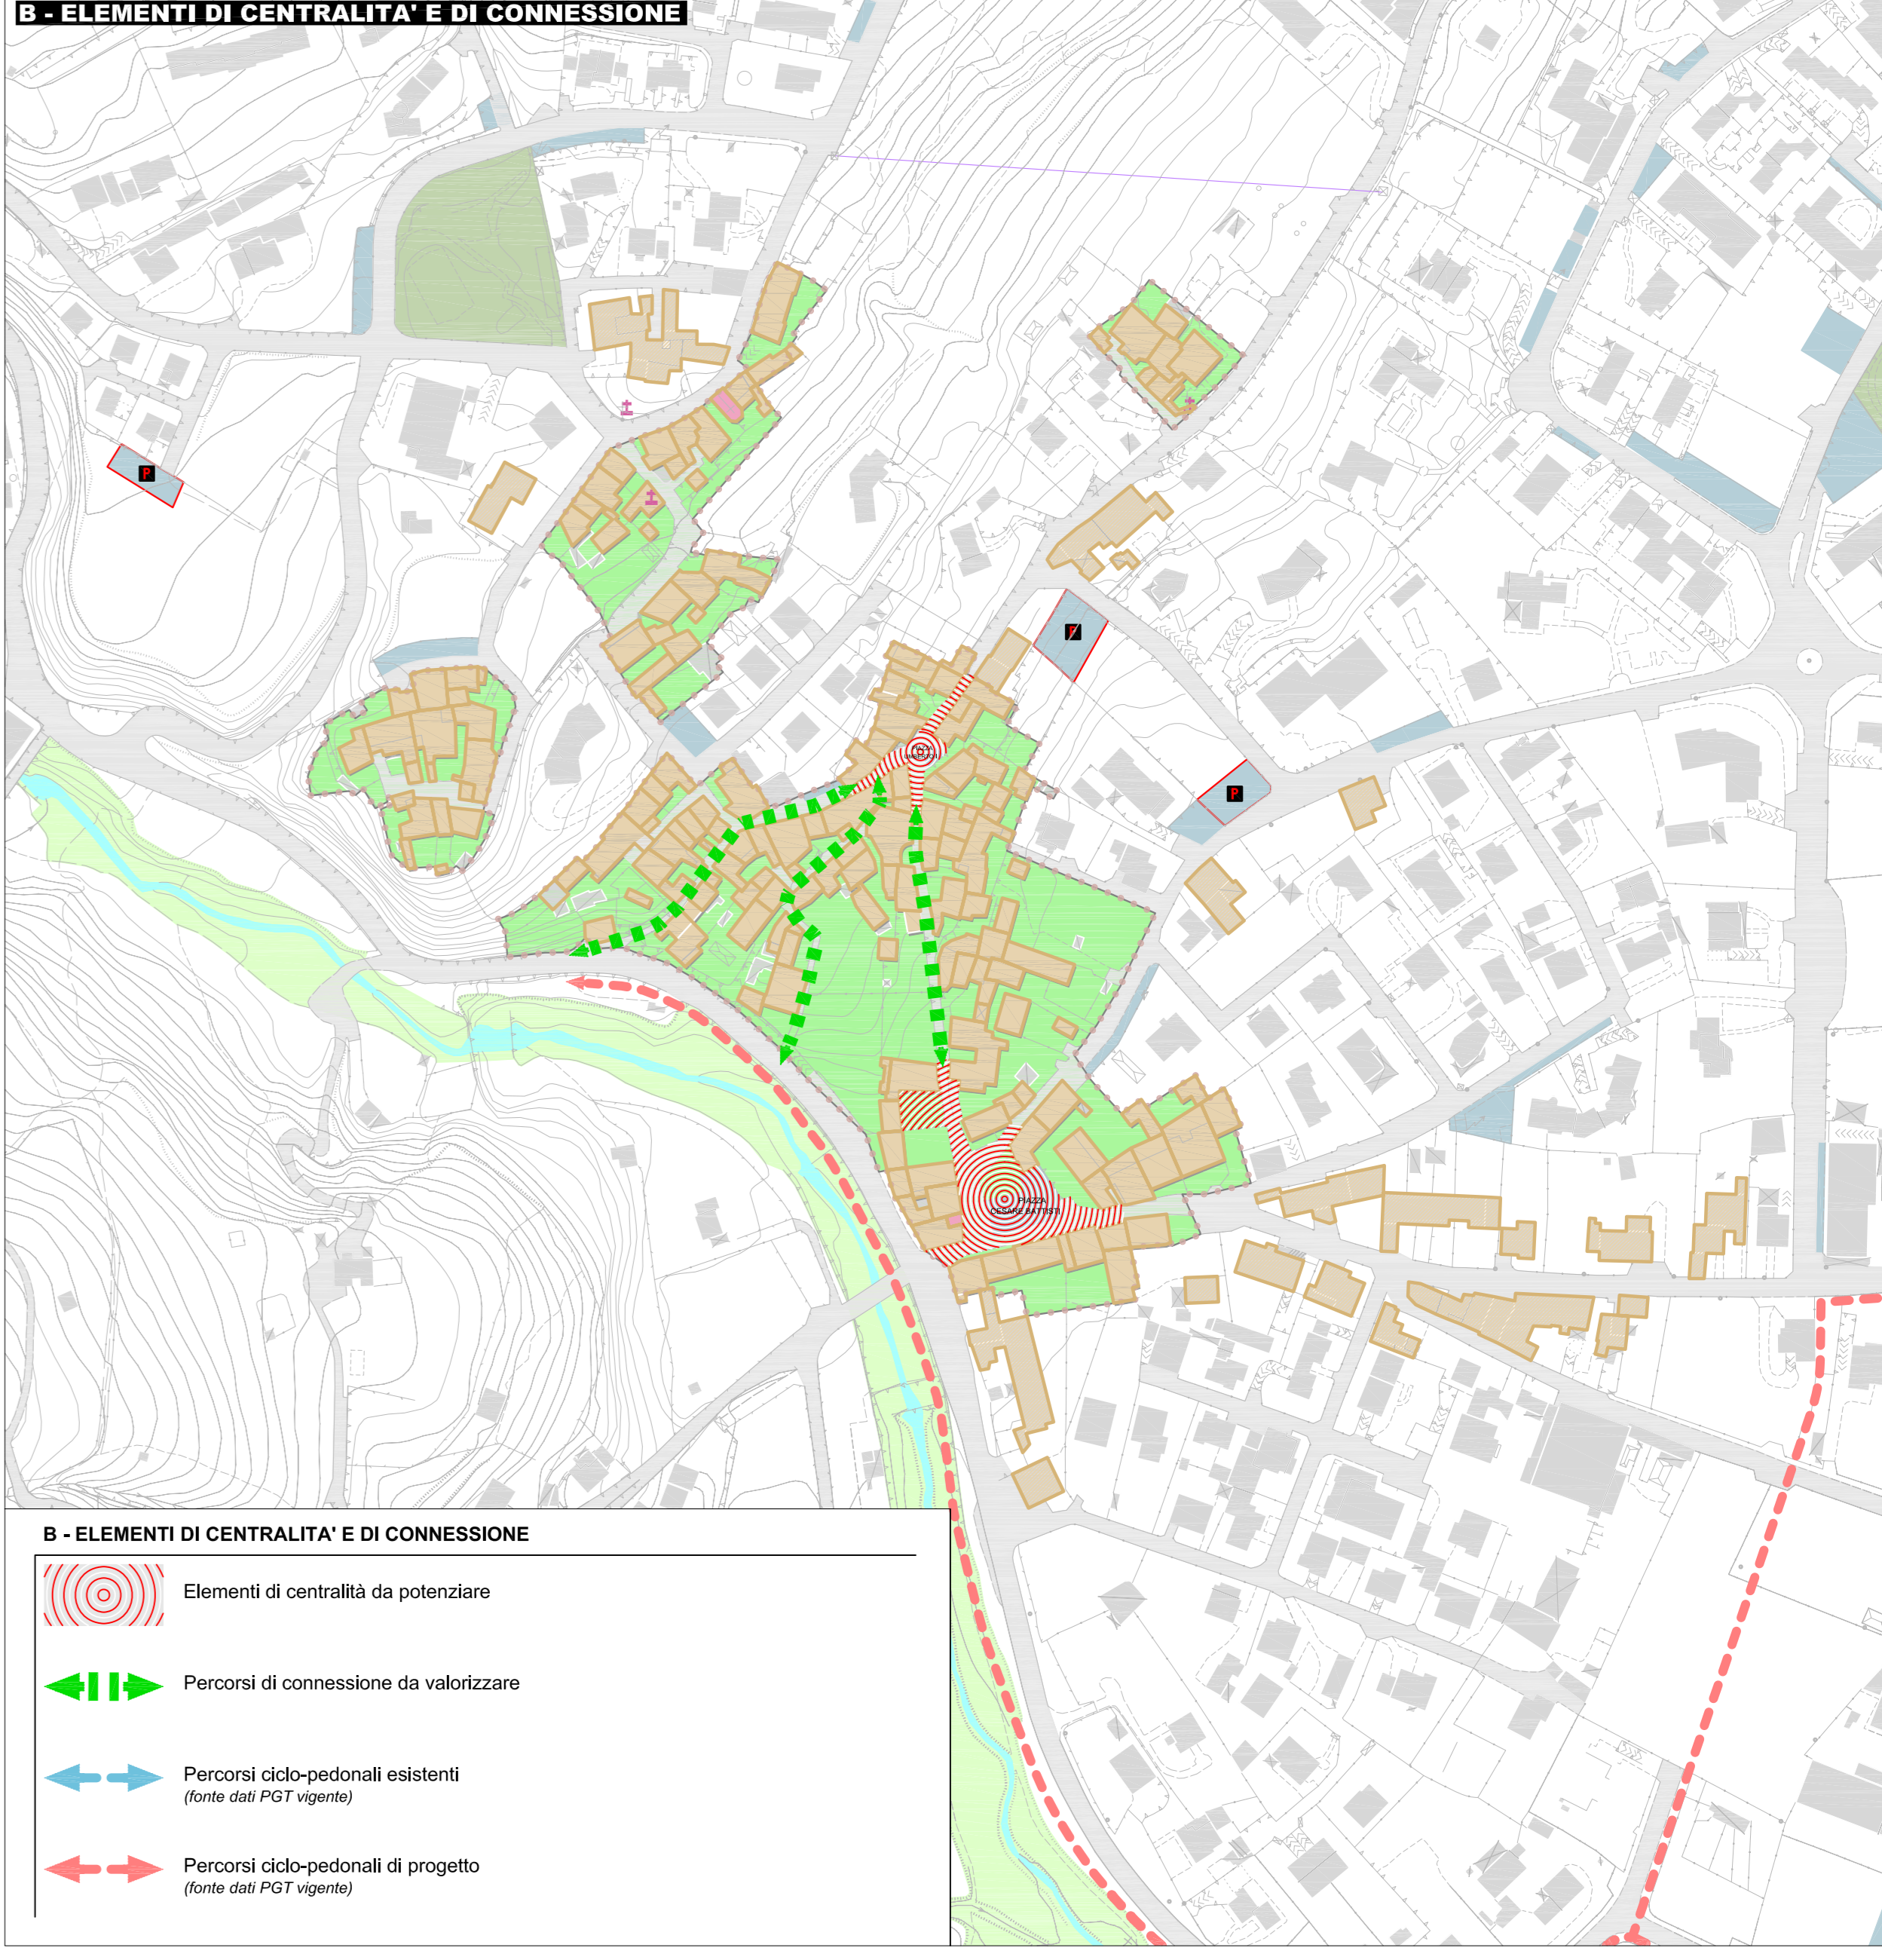 B - ELEMENTI DI CENTRALITA' E DI CONNESSIONE
P
P
PIAZZA
PIAZZA
CESARE BATTISTI
B - ELEMENTI DI CENTRALITA' E DI CONNESSIONE
Elementi di centralità da potenziare
Percorsi di connessione da valorizzare
Percorsi ciclo-pedonali esistenti
(fonte dati PGT vigente)
Percorsi ciclo-pedonali di progetto
(fonte dati PGT vigente)